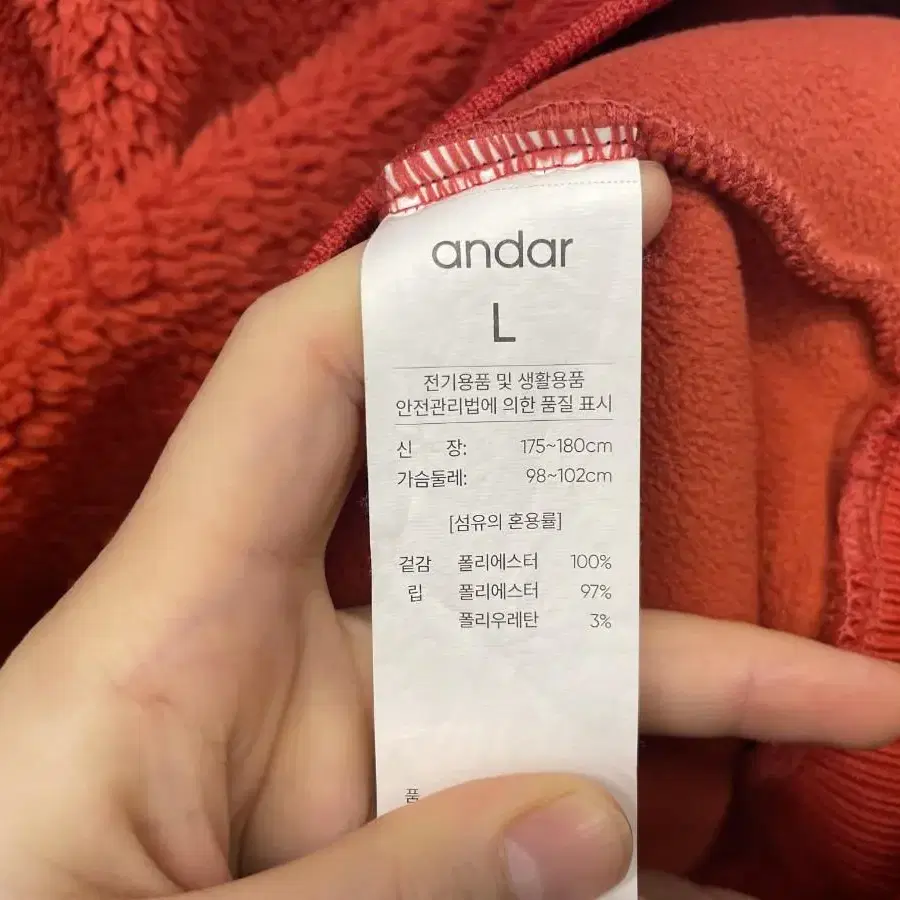 andar
L
전기용품 및 생활용품
안전관리법에 의한 품질 표시
신 장: 175~180cm
가슴둘레: 98~102cm
[섬유의 혼용률]
겉감 폴리에스터 100%
립 폴리에스터 97%
폴리우레탄 3%
품